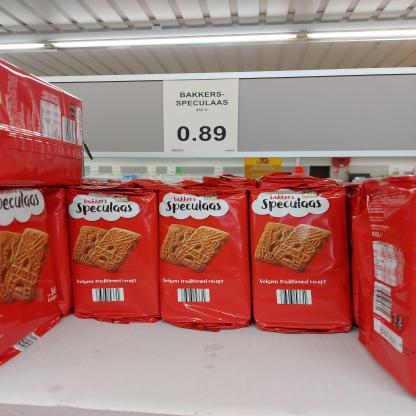 BAKKERS-
SPECULAAS
0.89
Speculaas
Speculaas
bakkers
Speculaas
Volgens traditioneel recept
bakkers
Speculaas
Volgens traditioneel recept
bakkers
Speculaas
Volgens traditioneel recept